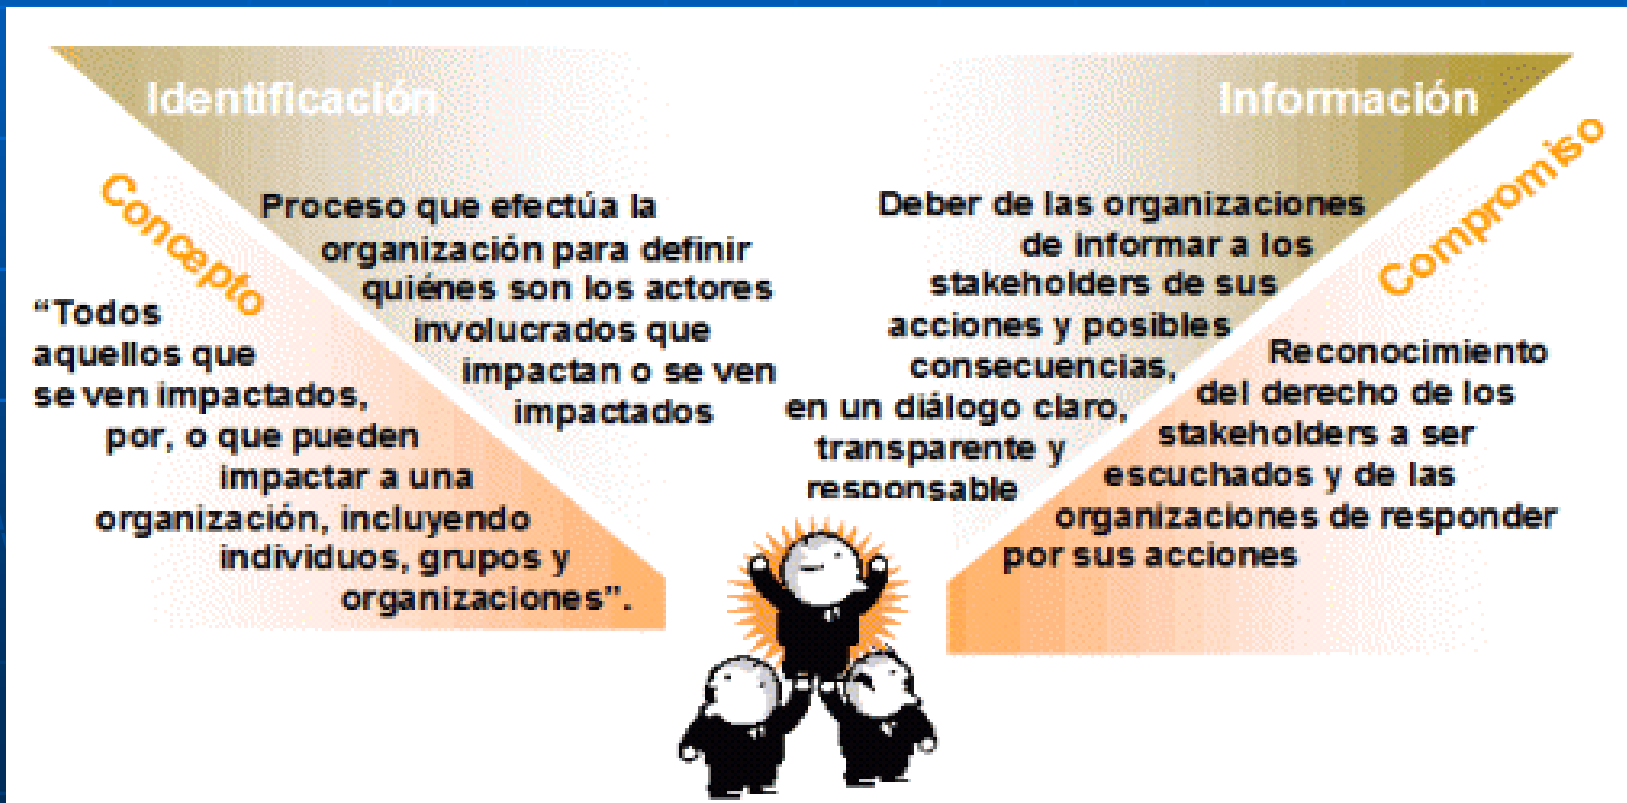 Identificación
Concepto
Proceso que efectúa la
organización para definir
quiénes son los actores
involucrados que
impactan o se ven
impactados
“Todos
aquellos que
se ven impactados,
por, o que pueden
impactar a una
organización, incluyendo
individuos, grupos y
organizaciones”.
Información
Compromiso
Deber de las organizaciones
de informar a los
stakeholders de sus
acciones y posibles
consecuencias,
en un diálogo claro,
transparente y
responsable
Reconocimiento
del derecho de los
stakeholders a ser
escuchados y de las
organizaciones de responder
por sus acciones